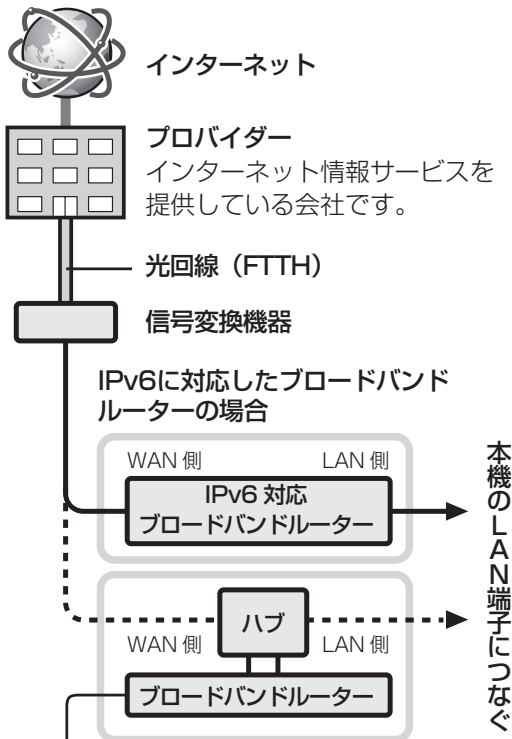 インターネット
プロバイダー
インターネット情報サービスを
提供している会社です。
光回線（FTTH）
信号変換機器
IPv6に対応したブロードバンド
ルーターの場合
WAN 側
LAN 側
IPv6 対応
ブロードバンドルーター
本機のLAN端子につなぐ
ハブ
WAN 側
LAN 側
ブロードバンドルーター